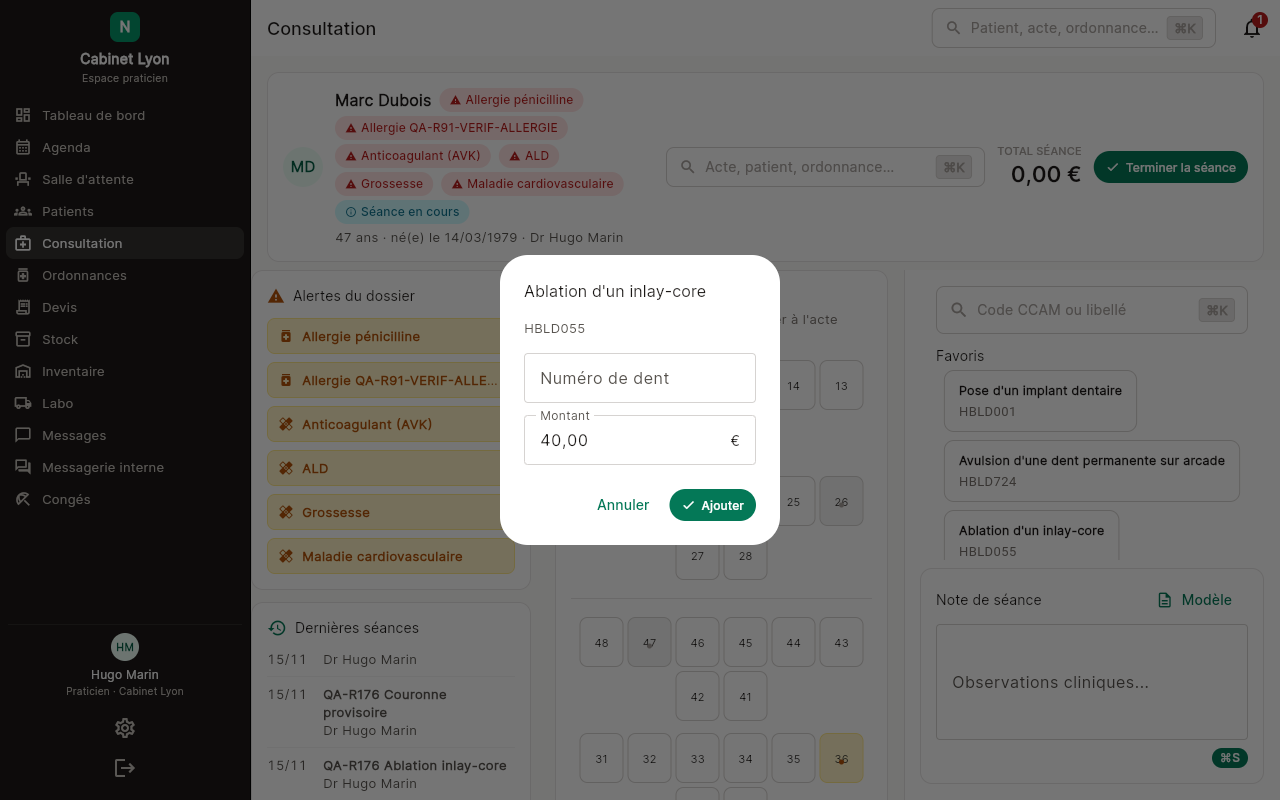 N
Cabinet Lyon
Espace praticien
Tableau de bord
Agenda
Salle d'attente
Patients
Consultation
Ordonnances
Devis
Stock
Inventaire
Labo
Messages
Messagerie interne
Congés
HM
Hugo Marin
Praticien · Cabinet Lyon
Consultation
Patient, acte, ordonnance... ⌘K
1
MD
Marc Dubois
Allergie pénicilline
Allergie QA-R91-VERIF-ALLERGIE
Anticoagulant (AVK)
ALD
Grossesse
Maladie cardiovasculaire
Séance en cours
47 ans · né(e) le 14/03/1979 · Dr Hugo Marin
Acte, patient, ordonnance... ⌘K
TOTAL SÉANCE
0,00 €
Terminer la séance
Alertes du dossier
Allergie pénicilline
Allergie QA-R91-VERIF-ALLE...
Anticoagulant (AVK)
ALD
Grossesse
Maladie cardiovasculaire
Dernières séances
15/11 Dr Hugo Marin
15/11 QA-R176 Couronne
provisoire
Dr Hugo Marin
15/11 QA-R176 Ablation inlay-core
Dr Hugo Marin
Ablation d'un inlay-core
HBLD055
Numéro de dent
Montant
40,00 €
Annuler
Ajouter
er à l'acte
14 13
25 26
27 28
48 47 46 45 44 43
42 41
31 32 33 34 35 36
Code CCAM ou libellé ⌘K
Favoris
Pose d'un implant dentaire
HBLD001
Avulsion d'une dent permanente sur arcade
HBLD724
Ablation d'un inlay-core
HBLD055
Note de séance
Modèle
Observations cliniques...
⌘S